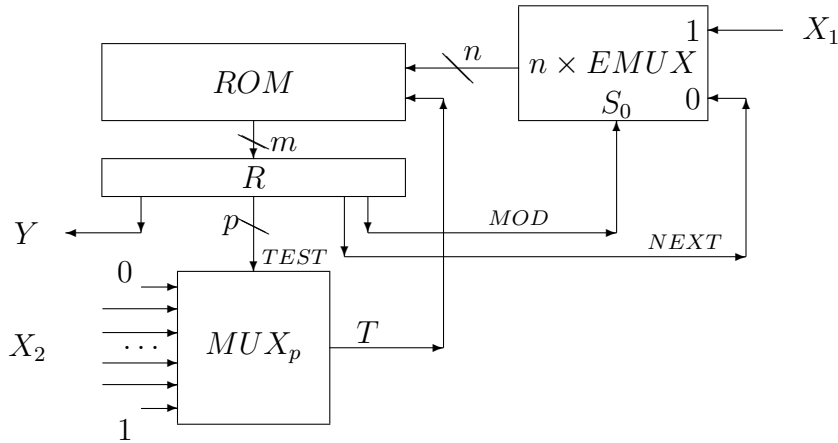 1
X₁
n
ROM
n × EMUX
S₀
0
m
R
Y
p
MOD
NEXT
TEST
0
X₂
...
MUXₚ
T
1